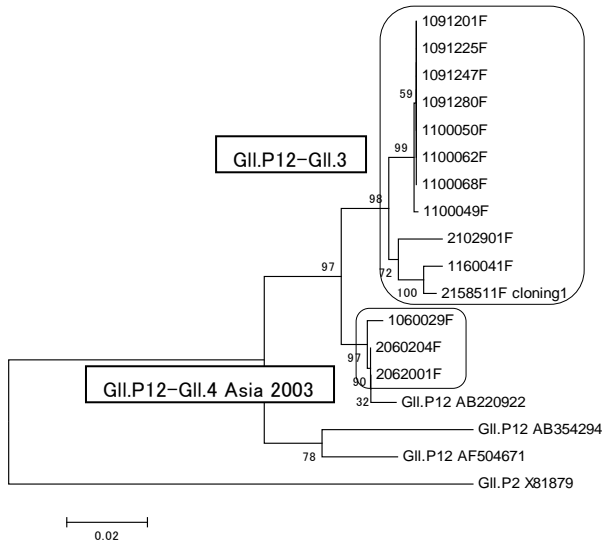 1091201F
1091225F
1091247F
59
1091280F
1100050F
99
GII.P12-GII.3
1100062F
1100068F
98
1100049F
2102901F
97
72
1160041F
100
2158511F cloning1
1060029F
97
2060204F
GII.P12-GII.4 Asia 2003
90
2062001F
32
GII.P12 AB220922
GII.P12 AB354294
78
GII.P12 AF504671
GII.P2 X81879
0.02